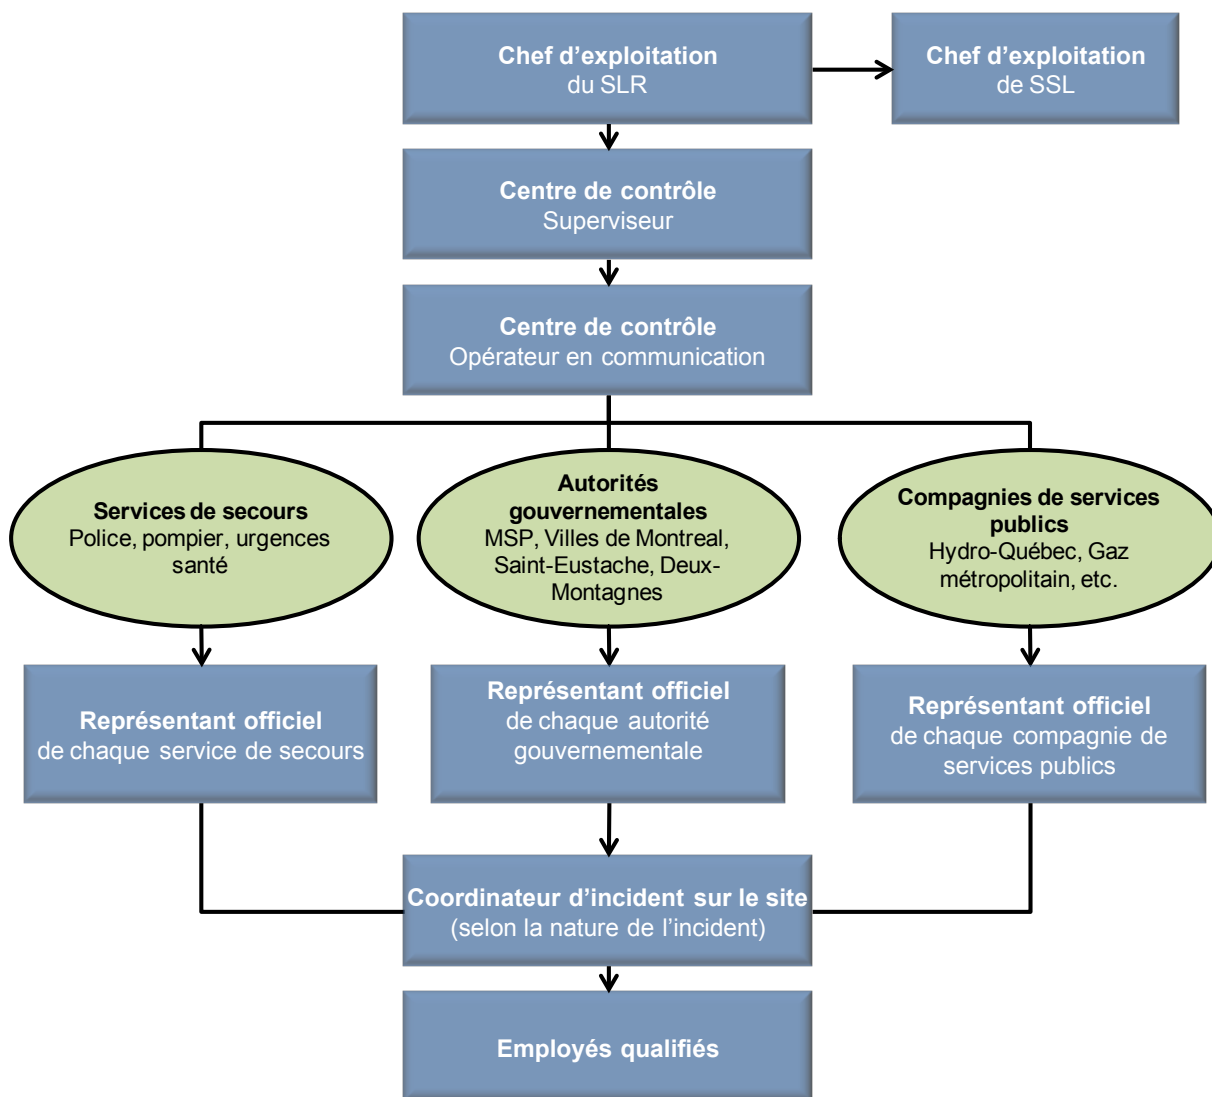 Chef d’exploitation
du SLR
Chef d’exploitation
de SSL
Centre de contrôle
Superviseur
Centre de contrôle
Opérateur en communication
Services de secours
Police, pompier, urgences
santé
Autorités
gouvernementales
MSP, Villes de Montreal,
Saint-Eustache, Deux-
Montagnes
Compagnies de services
publics
Hydro-Québec, Gaz
métropolitain, etc.
Représentant officiel
de chaque service de secours
Représentant officiel
de chaque autorité
gouvernementale
Représentant officiel
de chaque compagnie de
services publics
Coordinateur d’incident sur le site
(selon la nature de l’incident)
Employés qualifiés